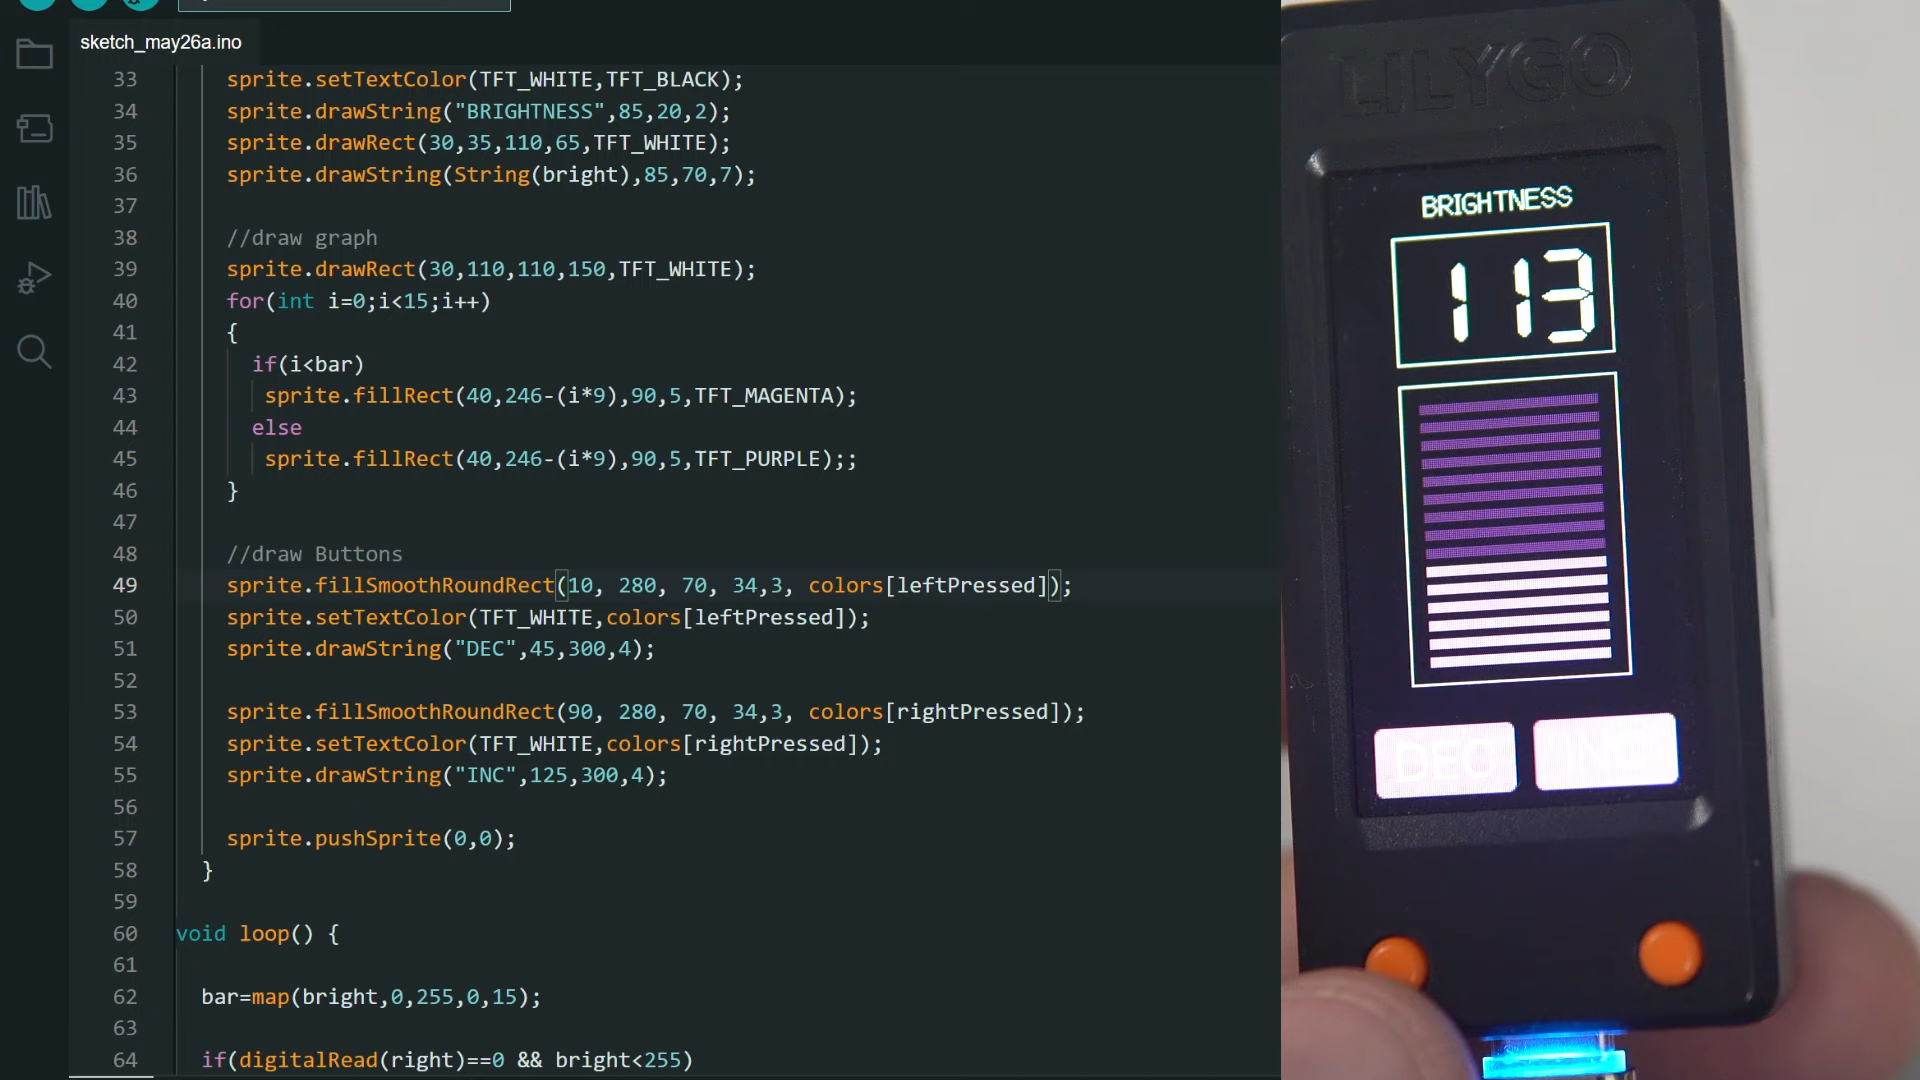 sketch_may26a.ino
33 sprite.setTextColor(TFT_WHITE,TFT_BLACK);
34 sprite.drawString("BRIGHTNESS",85,20,2);
35 sprite.drawRect(30,35,110,65,TFT_WHITE);
36 sprite.drawString(String(bright),85,70,7);
37
38 //draw graph
39 sprite.drawRect(30,110,110,150,TFT_WHITE);
40 for(int i=0;i<15;i++)
41 {
42 if(i<bar)
43 sprite.fillRect(40,246-(i*9),90,5,TFT_MAGENTA);
44 else
45 sprite.fillRect(40,246-(i*9),90,5,TFT_PURPLE);;
46 }
47
48 //draw Buttons
49 sprite.fillSmoothRoundRect(10, 280, 70, 34,3, colors[leftPressed]);
50 sprite.setTextColor(TFT_WHITE,colors[leftPressed]);
51 sprite.drawString("DEC",45,300,4);
52
53 sprite.fillSmoothRoundRect(90, 280, 70, 34,3, colors[rightPressed]);
54 sprite.setTextColor(TFT_WHITE,colors[rightPressed]);
55 sprite.drawString("INC",125,300,4);
56
57 sprite.pushSprite(0,0);
58 }
59
60 void loop() {
61
62 bar=map(bright,0,255,0,15);
63
64 if(digitalRead(right)==0 && bright<255)
LILYGO
BRIGHTNESS
113
DEC
INC